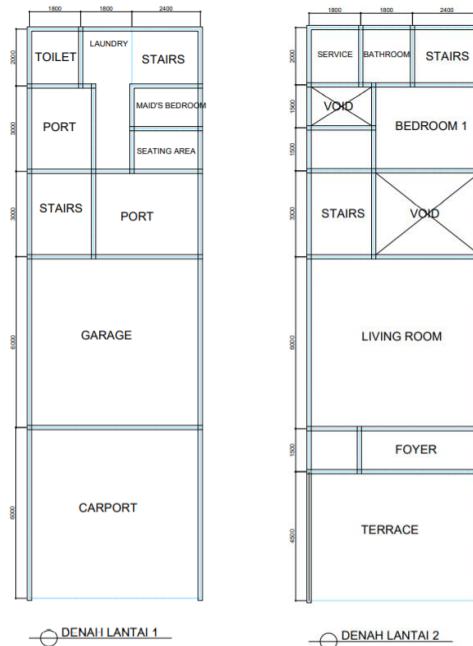 1800 1800 2400
2000
3000
3000
6000
6000
TOILET
LAUNDRY
STAIRS
PORT
MAID'S BEDROOM
SEATING AREA
STAIRS
PORT
GARAGE
CARPORT
DENAH LANTAI 1
1800 1800 2400
2000
1500
1500
3000
6000
1500
4500
SERVICE
BATHROOM
STAIRS
VOID
BEDROOM 1
STAIRS
VOID
LIVING ROOM
FOYER
TERRACE
DENAH LANTAI 2